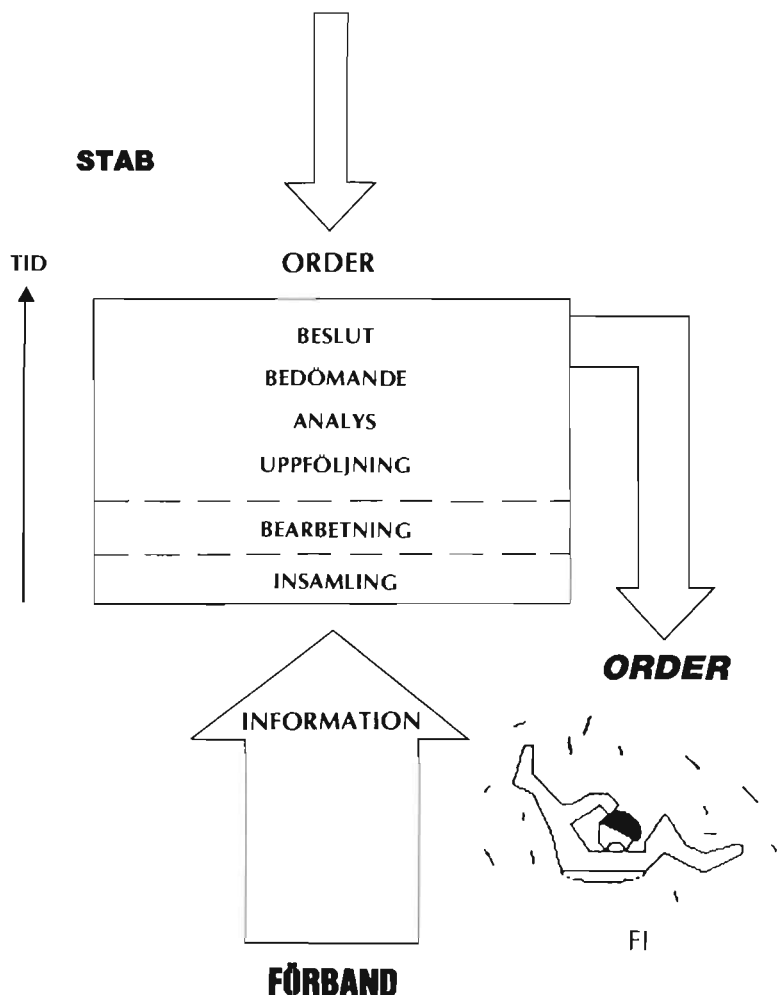 STAB
TID
ORDER
BESLUT
BEDÖMANDE
ANALYS
UPPFÖLJNING
BEARBETNING
INSAMLING
ORDER
INFORMATION
FI
FÖRBAND